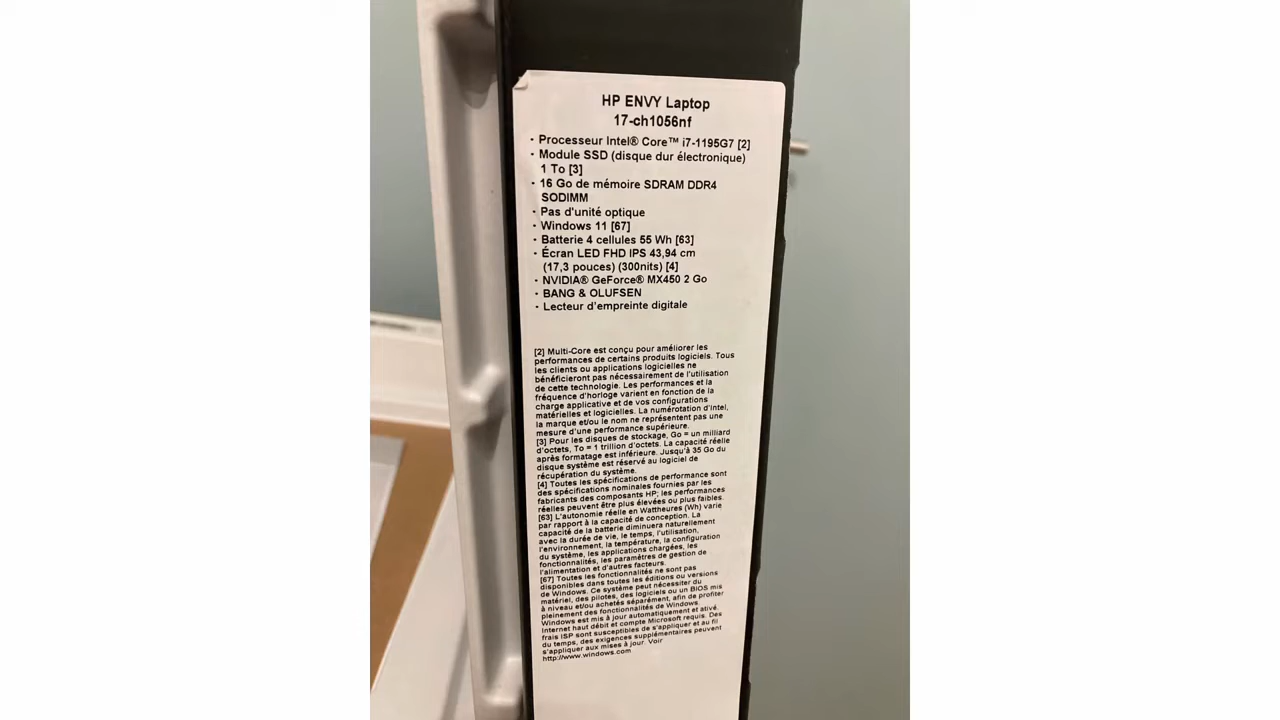 HP ENVY Laptop
17-ch1056nf
· Processeur Intel® Core™ i7-1195G7 [2]
· Module SSD (disque dur électronique)
1 To [3]
· 16 Go de mémoire SDRAM DDR4
SODIMM
· Pas d'unité optique
· Windows 11 [67]
· Batterie 4 cellules 55 Wh [63]
· Écran LED FHD IPS 43,94 cm
(17,3 pouces) (300nits) [4]
· NVIDIA® GeForce® MX450 2 Go
· BANG & OLUFSEN
· Lecteur d'empreinte digitale
[2] Multi-Core est conçu pour améliorer les
performances de certains produits logiciels. Tous
les clients ou applications logicielles ne
bénéficieront pas nécessairement de l'utilisation
de cette technologie. Les performances et la
fréquence d'horloge varient en fonction de la
charge applicative et de vos configurations
matérielles et logicielles. La numérotation d'Intel,
la marque et/ou le nom ne représentent pas une
mesure d'une performance supérieure.
[3] Pour les disques de stockage, Go = un milliard
d'octets, To = 1 trillion d'octets. La capacité réelle
après formatage est inférieure. Jusqu'à 35 Go du
disque système est réservé au logiciel de
récupération du système.
[4] Toutes les spécifications de performance sont
des spécifications nominales fournies par les
fabricants des composants HP; les performances
réelles peuvent être plus élevées ou plus faibles.
[63] L'autonomie réelle en Wattheures (Wh) varie
par rapport à la capacité de conception. La
capacité de la batterie diminuera naturellement
avec la durée de vie, le temps, l'utilisation,
l'environnement, la température, la configuration
du système, les applications chargées, les
fonctionnalités, les paramètres de gestion de
l'alimentation et d'autres facteurs.
[67] Toutes les fonctionnalités ne sont pas
disponibles dans toutes les éditions ou versions
de Windows. Ce système peut nécessiter du
matériel, des pilotes, des logiciels ou un BIOS mis
à niveau et/ou achetés séparément, afin de profiter
pleinement des fonctionnalités de Windows.
Windows est mis à jour automatiquement et activé.
Internet haut débit et compte Microsoft requis. Des
frais ISP sont susceptibles de s'appliquer et au fil
du temps, des exigences supplémentaires peuvent
s'appliquer aux mises à jour. Voir
http://www.windows.com